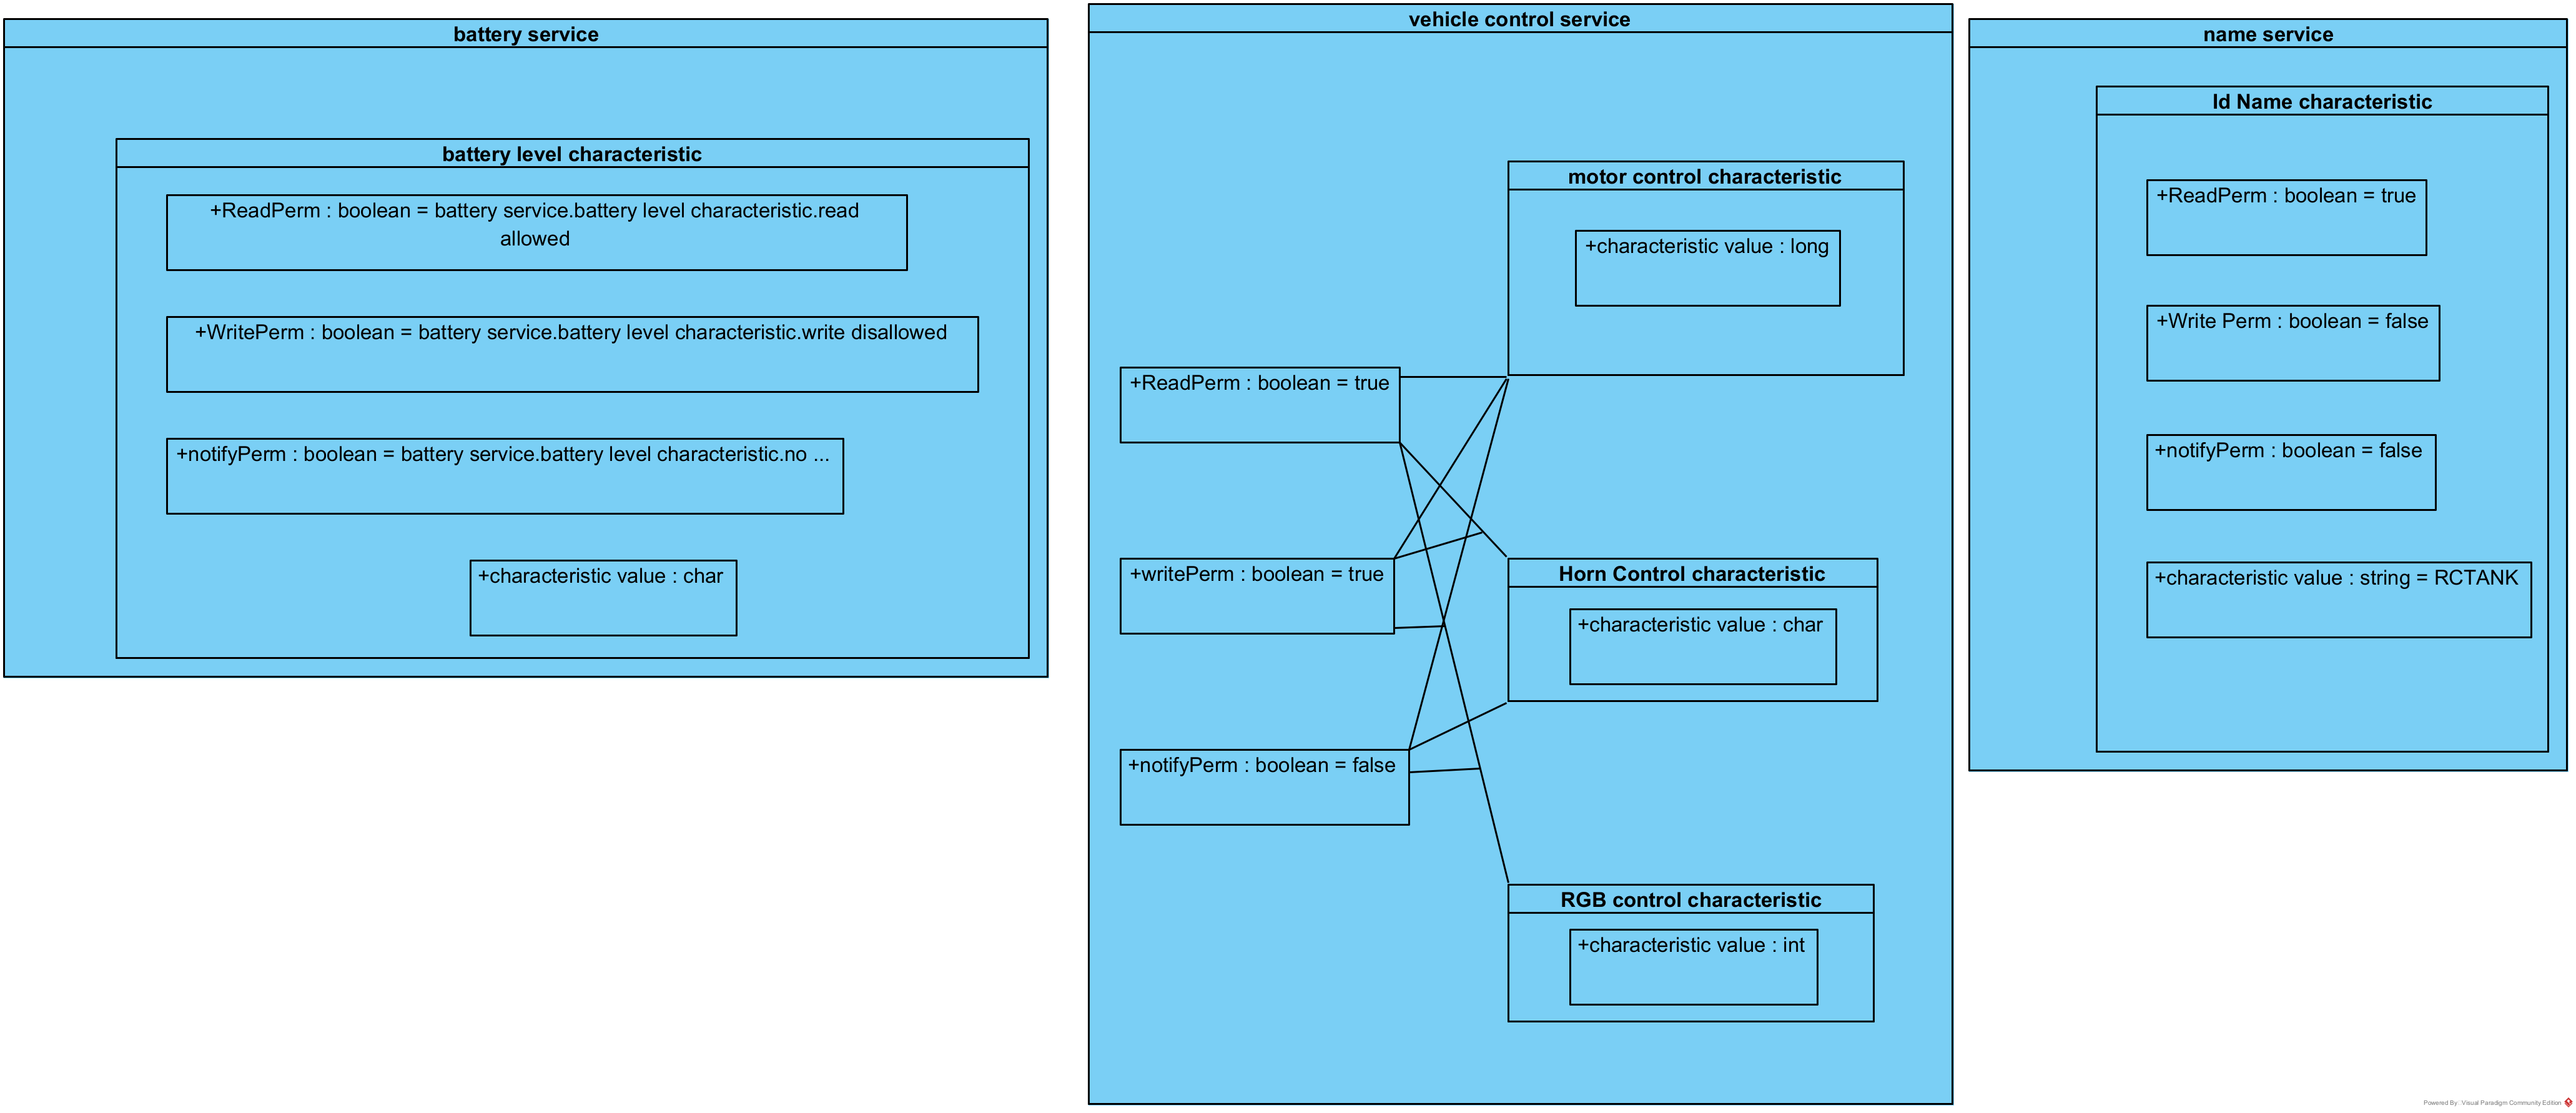 battery service
battery level characteristic
+ReadPerm : boolean = battery service.battery level characteristic.read
allowed
+WritePerm : boolean = battery service.battery level characteristic.write disallowed
+notifyPerm : boolean = battery service.battery level characteristic.no ...
+characteristic value : char
vehicle control service
motor control characteristic
+characteristic value : long
+ReadPerm : boolean = true
+writePerm : boolean = true
Horn Control characteristic
+characteristic value : char
+notifyPerm : boolean = false
RGB control characteristic
+characteristic value : int
name service
Id Name characteristic
+ReadPerm : boolean = true
+Write Perm : boolean = false
+notifyPerm : boolean = false
+characteristic value : string = RCTANK
Powered By: Visual Paradigm Community Edition